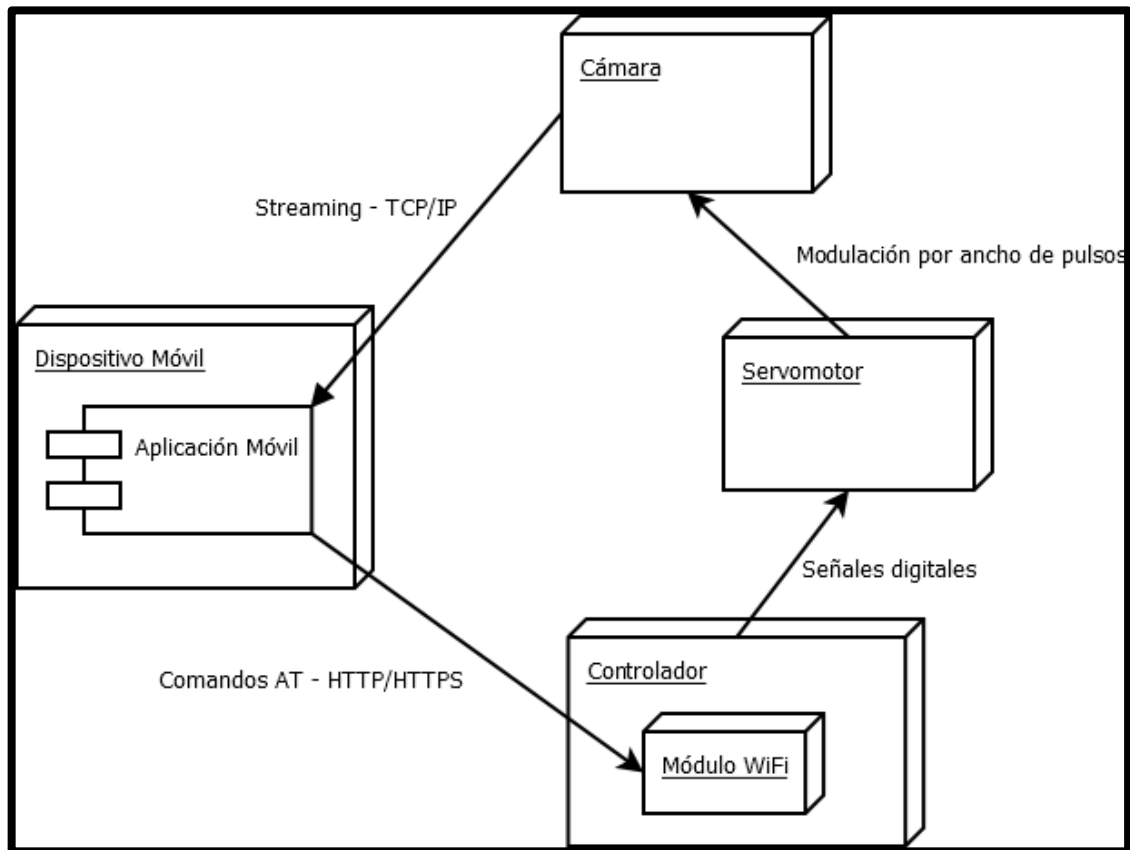 Cámara
Streaming - TCP/IP
Modulación por ancho de pulsos
Dispositivo Móvil
Servomotor
Aplicación Móvil
Señales digitales
Comandos AT - HTTP/HTTPS
Controlador
Módulo WiFi